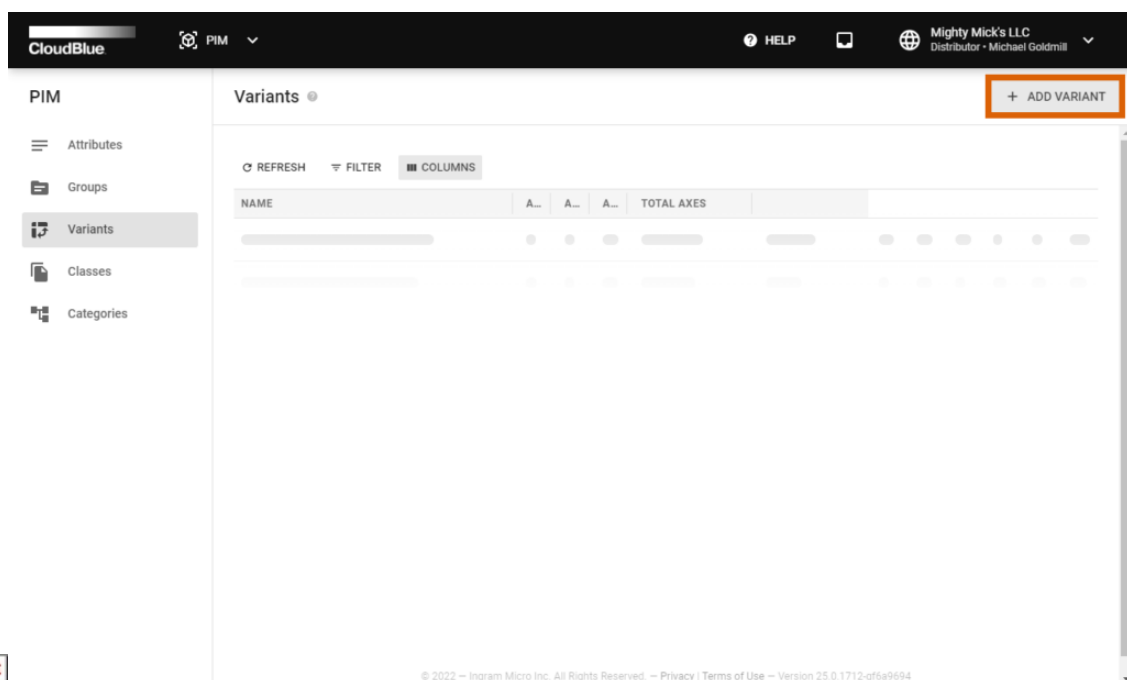 CloudBlue
PIM
HELP
Mighty Mick's LLC
Distributor • Michael Goldmill
PIM
Variants
+ ADD VARIANT
Attributes
Groups
Variants
Classes
Categories
REFRESH
FILTER
COLUMNS
NAME
A...
A...
A...
TOTAL AXES
© 2022 – Ingram Micro Inc. All Rights Reserved. – Privacy | Terms of Use – Version 25.0.1712-gf6a9694